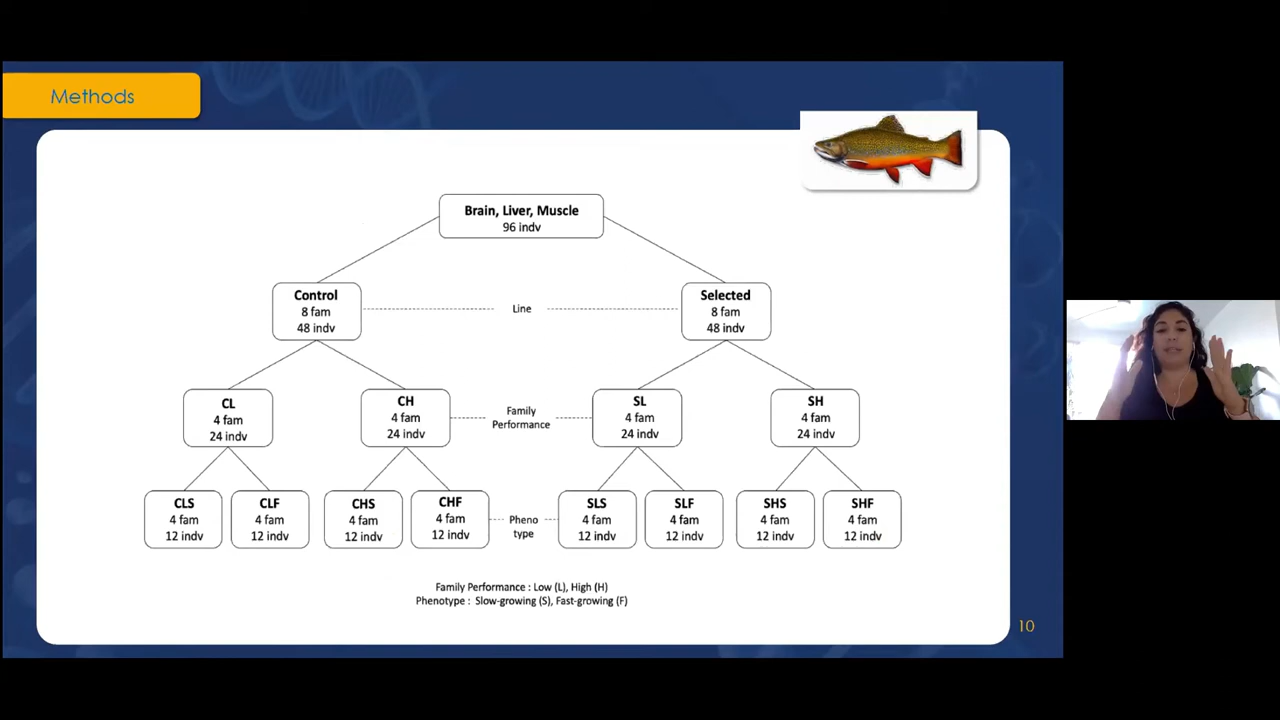 Methods
Brain, Liver, Muscle
96 indv
Control
8 fam
48 indv
Line
Selected
8 fam
48 indv
CL
4 fam
24 indv
CH
4 fam
24 indv
Family
Performance
SL
4 fam
24 indv
SH
4 fam
24 indv
CLS
4 fam
12 indv
CLF
4 fam
12 indv
CHS
4 fam
12 indv
CHF
4 fam
12 indv
Pheno
type
SLS
4 fam
12 indv
SLF
4 fam
12 indv
SHS
4 fam
12 indv
SHF
4 fam
12 indv
Family Performance : Low (L), High (H)
Phenotype : Slow-growing (S), Fast-growing (F)
10